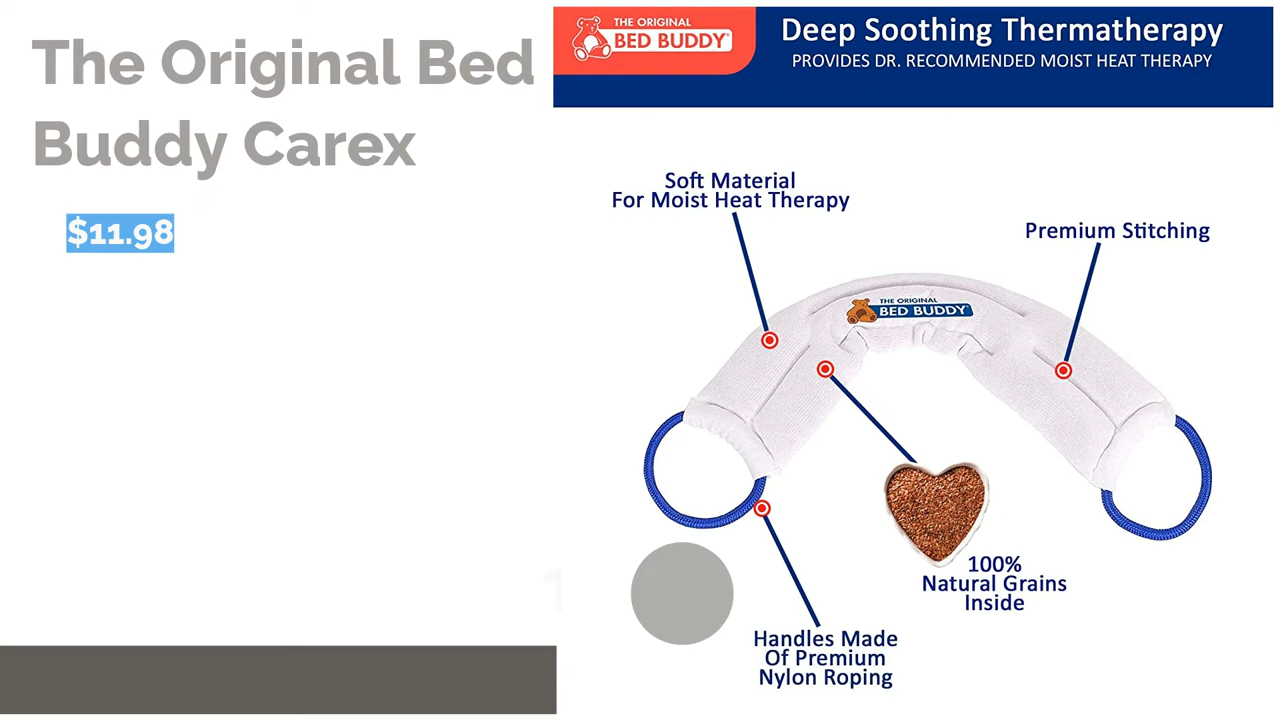 The Original Bed
Buddy Carex
$11.98
THE ORIGINAL
BED BUDDY®
Deep Soothing Thermatherapy
PROVIDES DR. RECOMMENDED MOIST HEAT THERAPY
Soft Material
For Moist Heat Therapy
Premium Stitching
THE ORIGINAL
BED BUDDY®
100%
Natural Grains
Inside
1
Handles Made
Of Premium
Nylon Roping